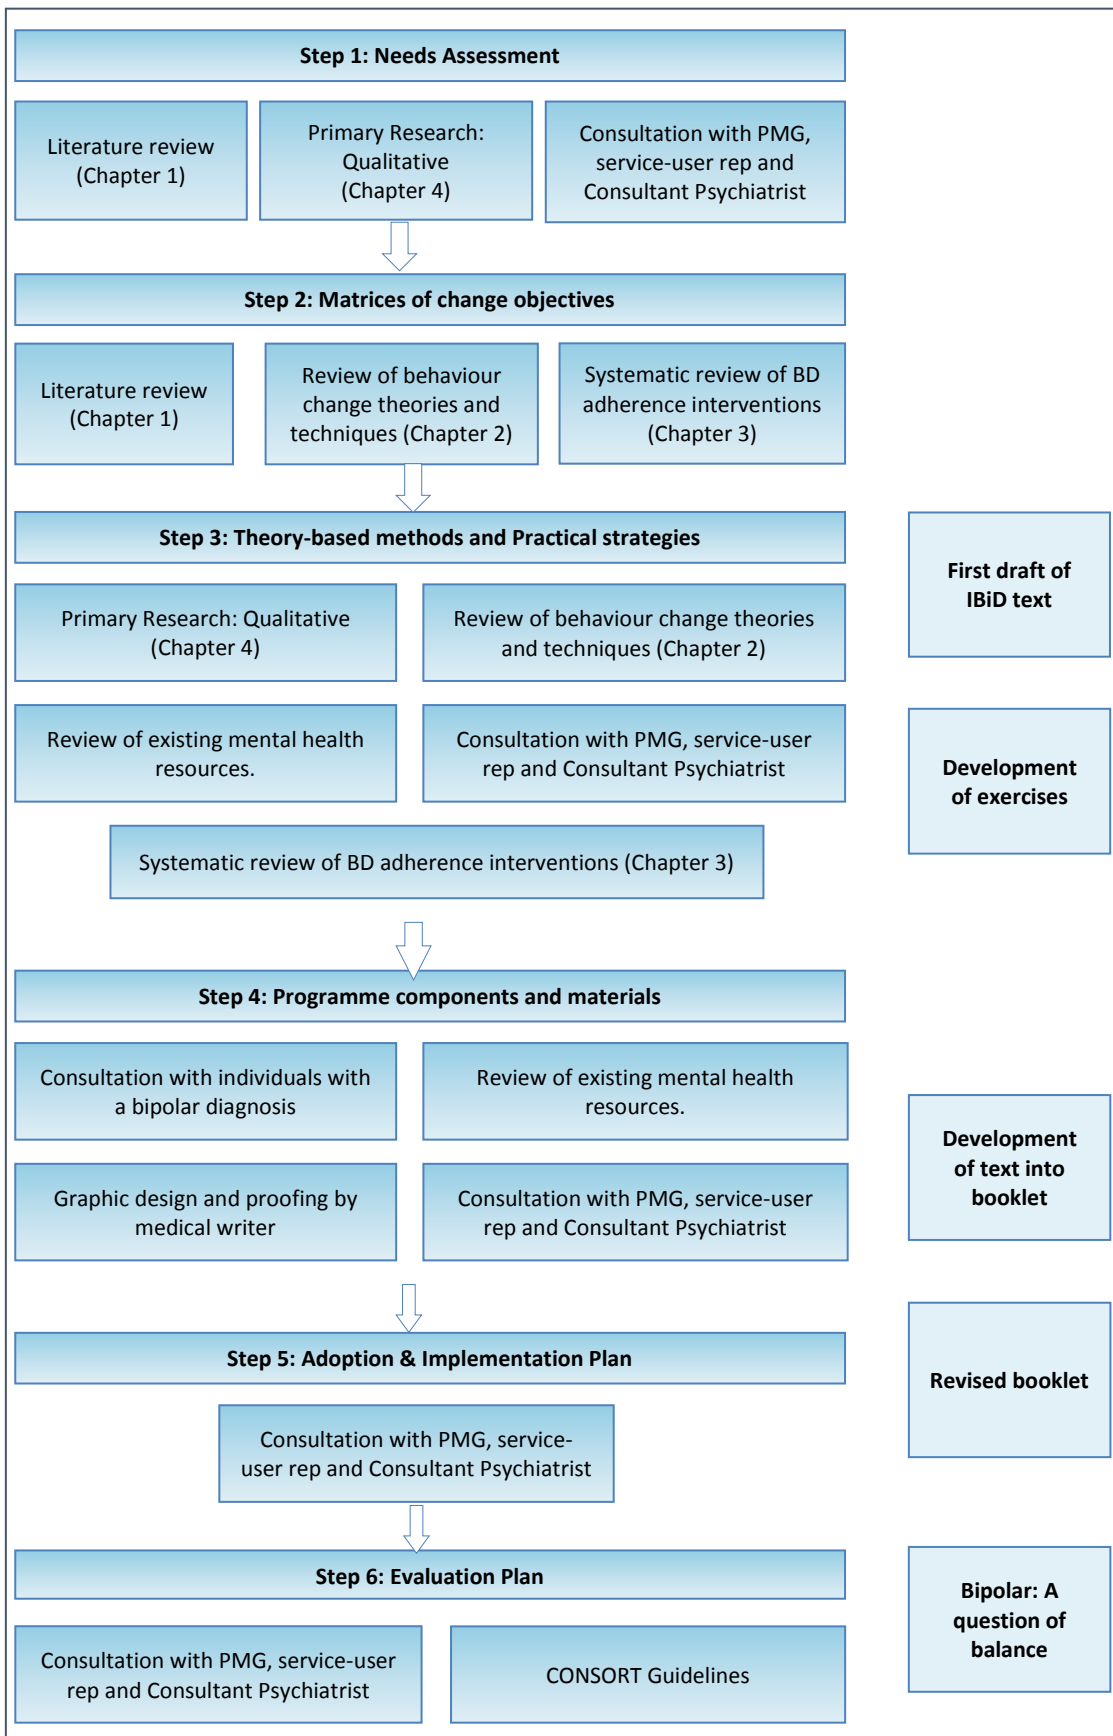 Step 1: Needs Assessment
Literature review
(Chapter 1)
Primary Research:
Qualitative
(Chapter 4)
Consultation with PMG,
service-user rep and
Consultant Psychiatrist
Step 2: Matrices of change objectives
Literature review
(Chapter 1)
Review of behaviour
change theories and
techniques (Chapter 2)
Systematic review of BD
adherence interventions
(Chapter 3)
Step 3: Theory-based methods and Practical strategies
First draft of
IBiD text
Primary Research: Qualitative
(Chapter 4)
Review of behaviour change theories
and techniques (Chapter 2)
Review of existing mental health
resources.
Consultation with PMG, service-user
rep and Consultant Psychiatrist
Development
of exercises
Systematic review of BD adherence interventions (Chapter 3)
Step 4: Programme components and materials
Consultation with individuals with
a bipolar diagnosis
Review of existing mental health
resources.
Development
of text into
booklet
Graphic design and proofing by
medical writer
Consultation with PMG, service-user
rep and Consultant Psychiatrist
Step 5: Adoption & Implementation Plan
Revised booklet
Consultation with PMG, service-
user rep and Consultant Psychiatrist
Step 6: Evaluation Plan
Bipolar: A
question of
balance
Consultation with PMG, service-user
rep and Consultant Psychiatrist
CONSORT Guidelines